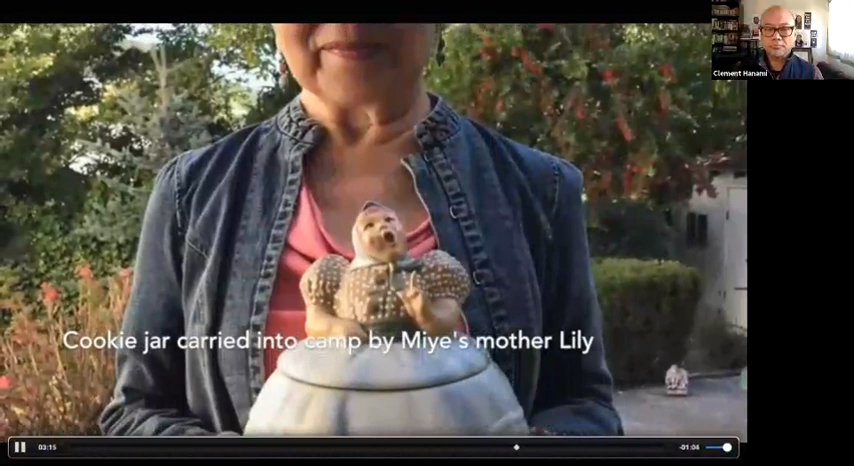 Clement Hanami
Cookie jar carried into camp by Miye's mother Lily
03:15
-01:04